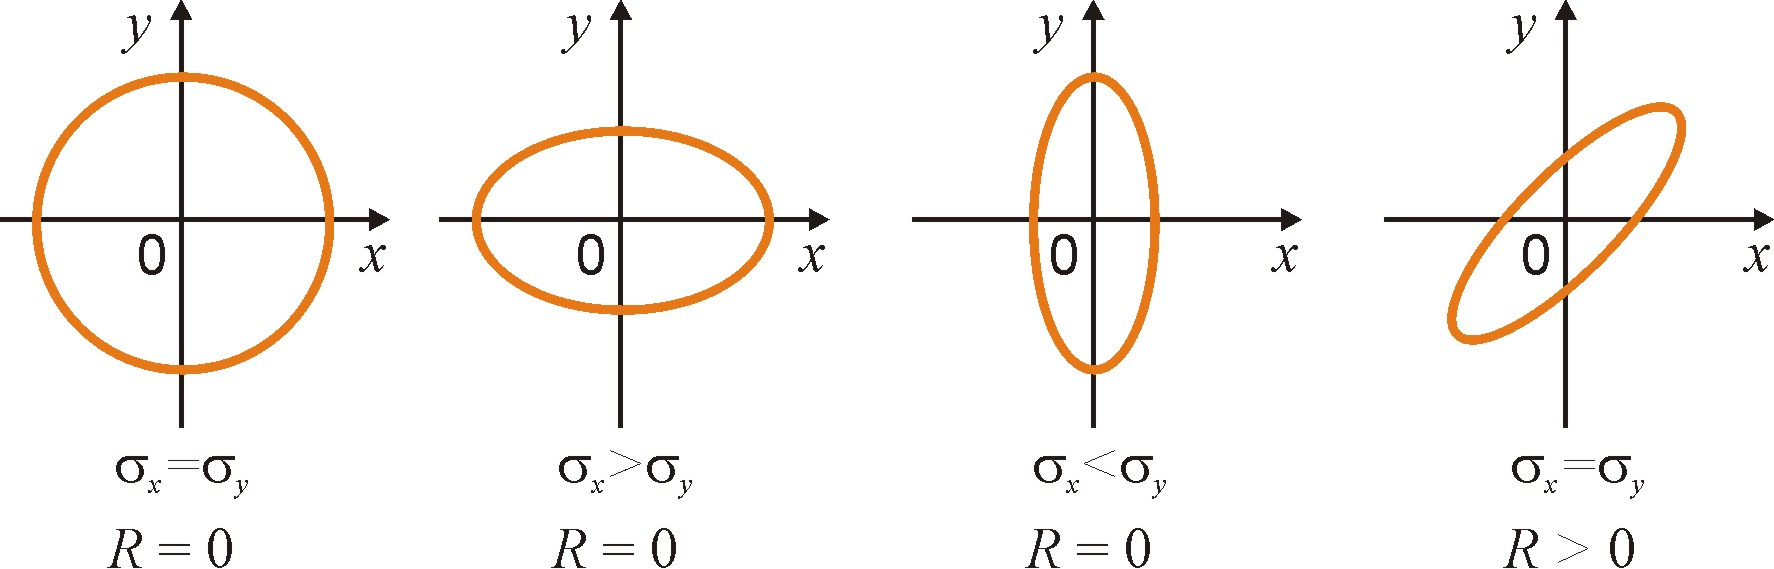 y y y y
0 x 0 x 0 x 0 x
σx=σy σx>σy σx<σy σx=σy
R = 0 R = 0 R = 0 R > 0